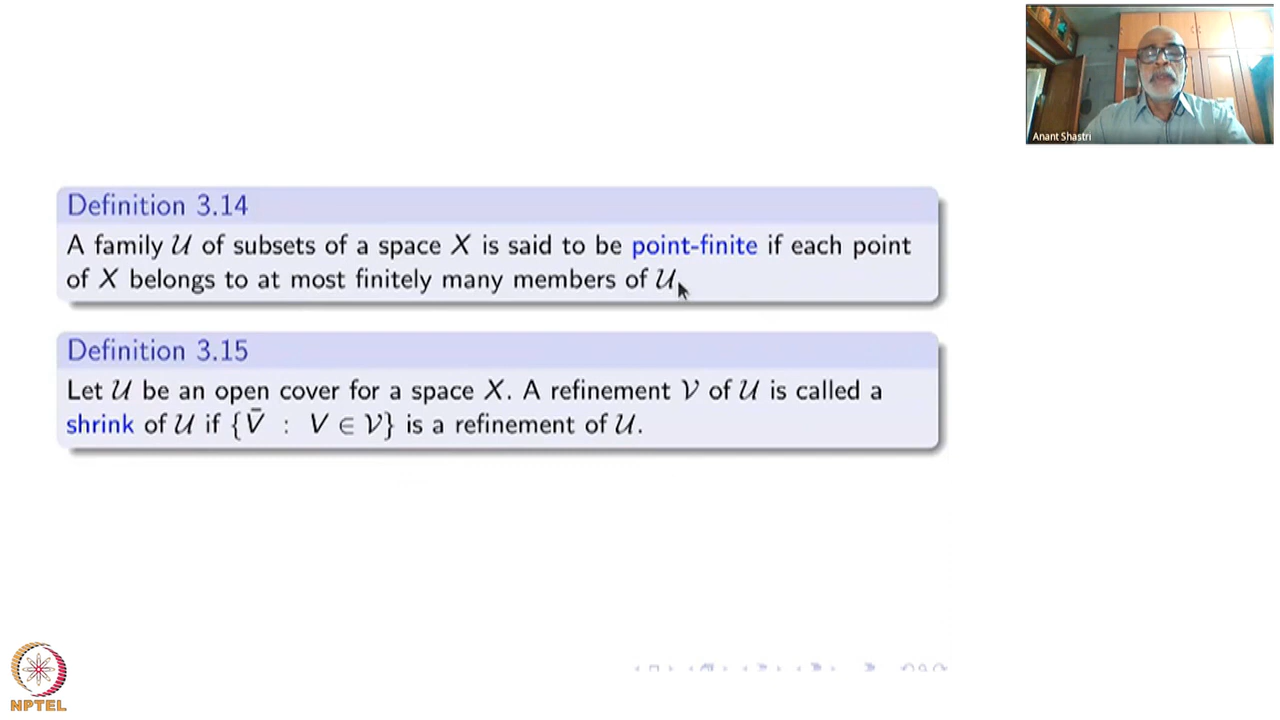 Anant Shastri
Definition 3.14
A family 𝒰 of subsets of a space X is said to be point-finite if each point
of X belongs to at most finitely many members of 𝒰.
Definition 3.15
Let 𝒰 be an open cover for a space X. A refinement 𝒱 of 𝒰 is called a
shrink of 𝒰 if {V̄ : V ∈ 𝒱} is a refinement of 𝒰.
NPTEL